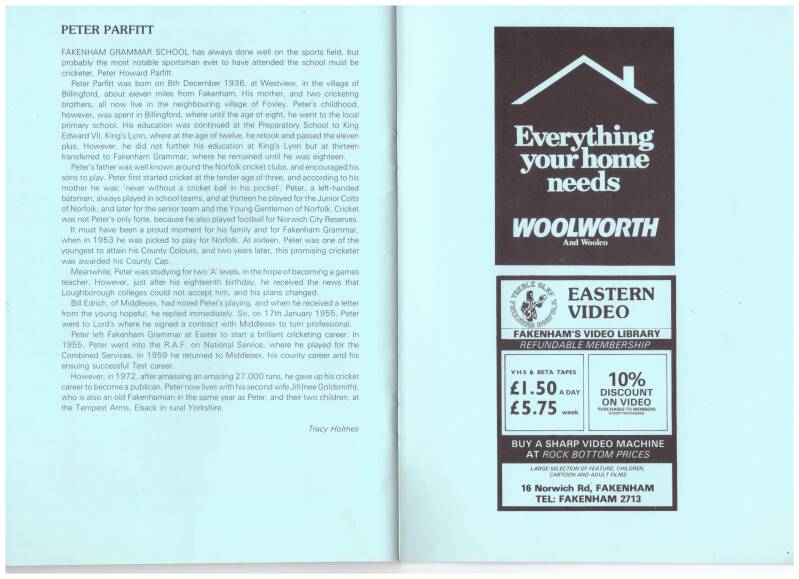 PETER PARFITT
FAKENHAM GRAMMAR SCHOOL has always done well on the sports field, but
probably the most notable sportsman ever to have attended the school must be
cricketer, Peter Howard Parfitt.
Peter Parfitt was born on 8th December 1936, at Westview, in the village of
Billingford, about eleven miles from Fakenham. His mother, and two cricketing
brothers, all now live in the neighbouring village of Foxley. Peter's childhood,
however, was spent in Billingford, where until the age of eight, he went to the local
primary school. His education was continued at the Preparatory School to King
Edward VII, King's Lynn, where at the age of twelve, he retook and passed the eleven
plus. However, he did not further his education at King's Lynn but at thirteen
transferred to Fakenham Grammar, where he remained until he was eighteen.
Peter's father was well known around the Norfolk cricket clubs, and encouraged his
sons to play. Peter first started cricket at the tender age of three, and according to his
mother he was: 'never without a cricket ball in his pocket'. Peter, a left-handed
batsman, always played in school teams, and at thirteen he played for the Junior Colts
of Norfolk, and later for the senior team and the Young Gentlemen of Norfolk. Cricket
was not Peter's only forte, because he also played football for Norwich City Reserves.
It must have been a proud moment for his family and for Fakenham Grammar,
when in 1953 he was picked to play for Norfolk. At sixteen, Peter was one of the
youngest to attain his County Colours, and two years later, this promising cricketer
was awarded his County Cap.
Meanwhile, Peter was studying for two 'A' levels, in the hope of becoming a games
teacher. However, just after his eighteenth birthday, he received the news that
Loughborough colleges could not accept him, and his plans changed.
Bill Edrich, of Middlesex, had noted Peter's playing, and when he received a letter
from the young hopeful, he replied immediately. So, on 17th January 1955, Peter
went to Lord's where he signed a contract with Middlesex to turn professional.
Peter left Fakenham Grammar at Easter to start a brilliant cricketing career. In
1955, Peter went into the R.A.F. on National Service, where he played for the
Combined Services. In 1959 he returned to Middlesex, his county career and his
ensuing successful Test career.
However, in 1972, after amassing an amazing 27,000 runs, he gave up his cricket
career to become a publican. Peter now lives with his second wife Jill (nee Goldsmith),
who is also an old Fakenhamian in the same year as Peter, and their two children, at
the Tempest Arms, Elsack in rural Yorkshire.
Tracy Holmes
Everything
your home
needs
WOOLWORTH
And Woolco
TREBLE CLEF
FAKENHAM NORFOLK
EASTERN
VIDEO
FAKENHAM'S VIDEO LIBRARY
REFUNDABLE MEMBERSHIP
VHS & BETA TAPES
£1.50 A DAY
£5.75 week
10%
DISCOUNT
ON VIDEO
PURCHASES TO MEMBERS
(EXCEPT RECORDERS)
BUY A SHARP VIDEO MACHINE
AT ROCK BOTTOM PRICES
LARGE SELECTION OF FEATURE, CHILDREN,
CARTOON AND ADULT FILMS
16 Norwich Rd, FAKENHAM
TEL: FAKENHAM 2713